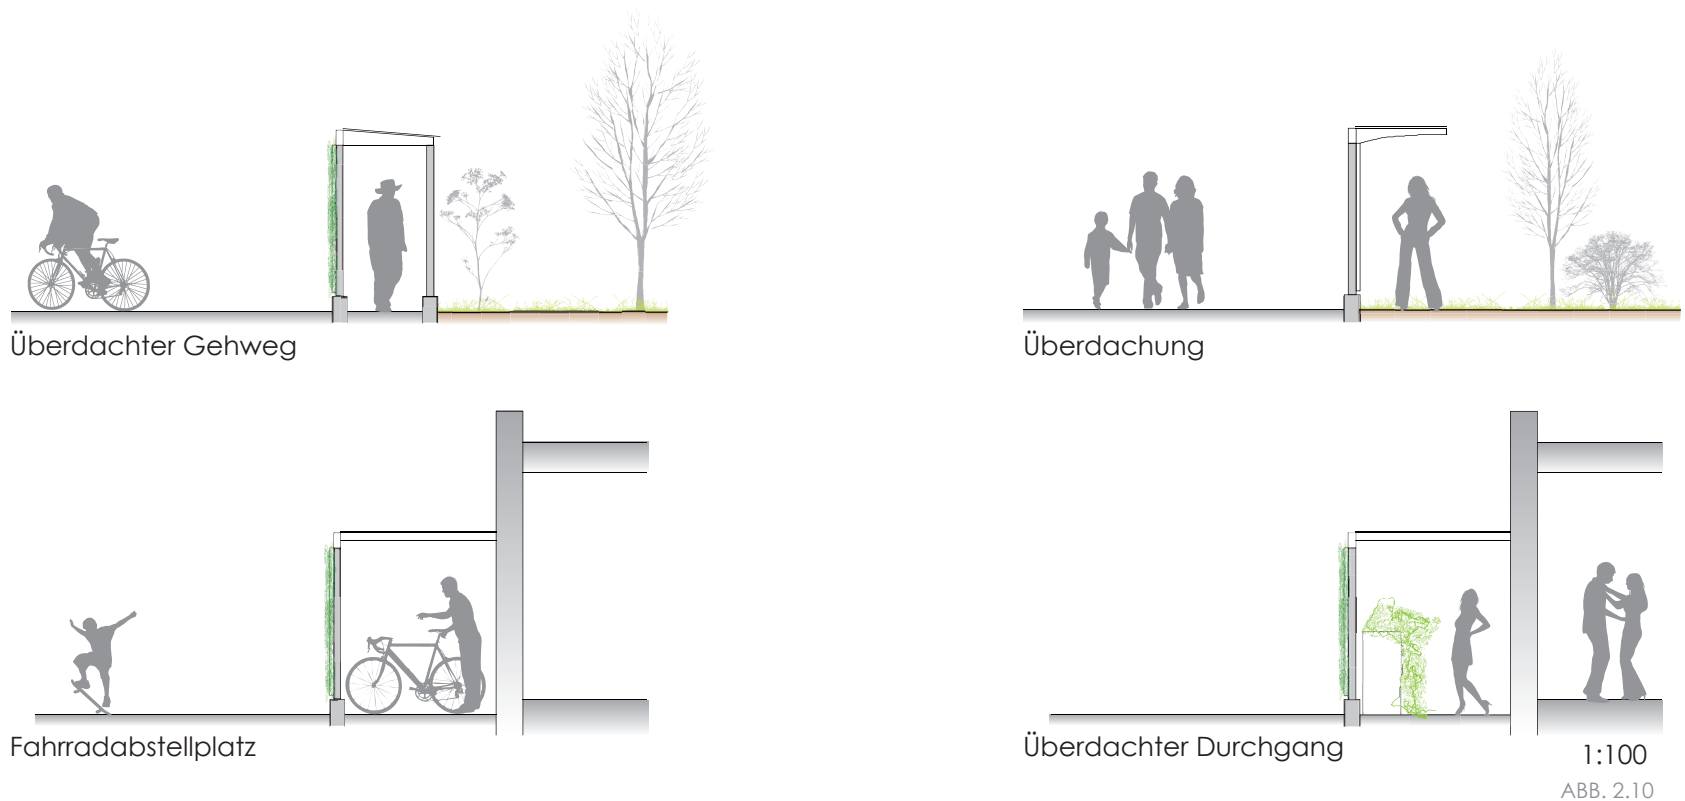 Überdachter Gehweg
Überdachung
Fahrradabstellplatz
Überdachter Durchgang
1:100
ABB. 2.10